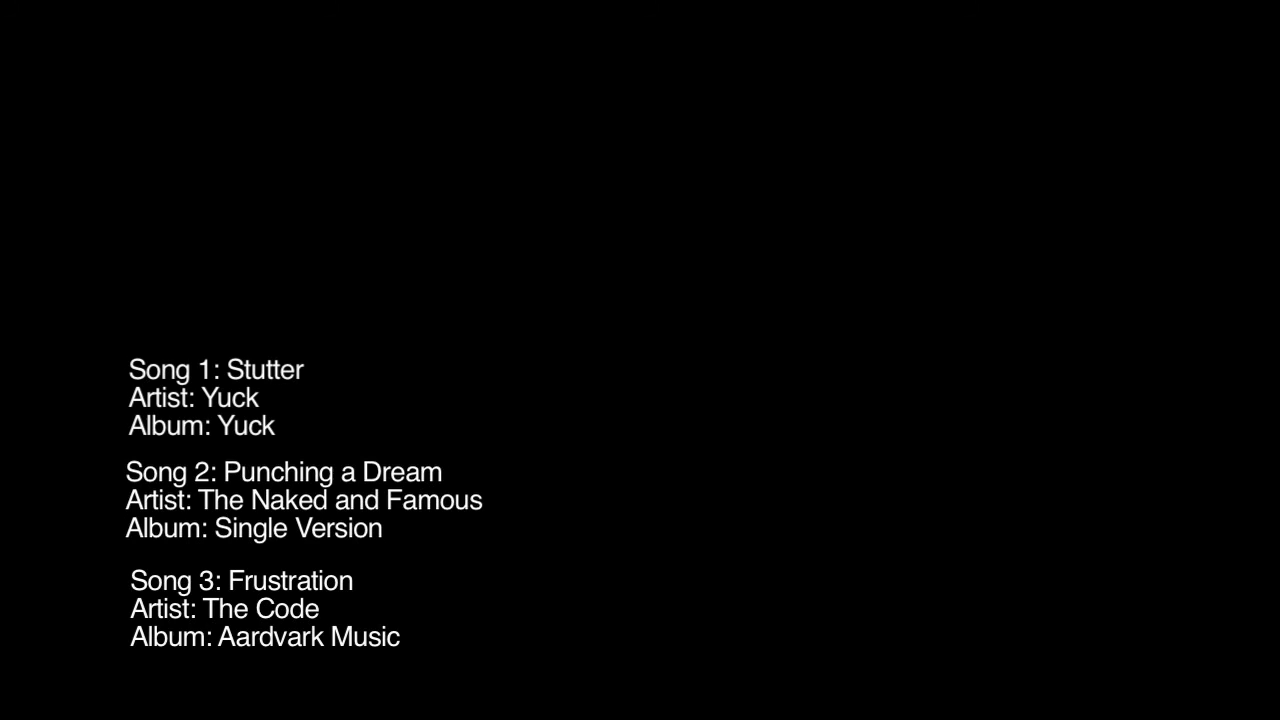 Song 1: Stutter
Artist: Yuck
Album: Yuck
Song 2: Punching a Dream
Artist: The Naked and Famous
Album: Single Version
Song 3: Frustration
Artist: The Code
Album: Aardvark Music